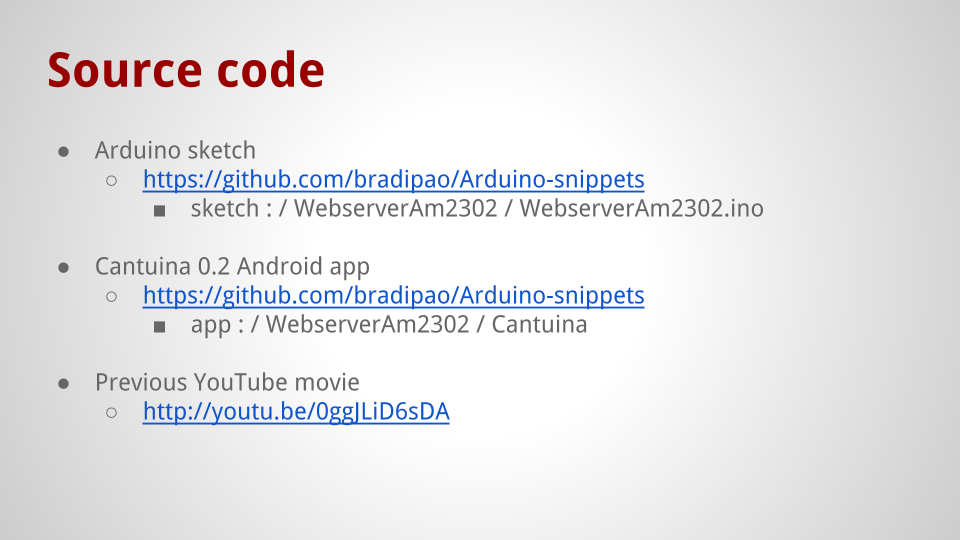 Source code
● Arduino sketch
○ https://github.com/bradipao/Arduino-snippets
■ sketch : / WebserverAm2302 / WebserverAm2302.ino
● Cantuina 0.2 Android app
○ https://github.com/bradipao/Arduino-snippets
■ app : / WebserverAm2302 / Cantuina
● Previous YouTube movie
○ http://youtu.be/0ggJLiD6sDA